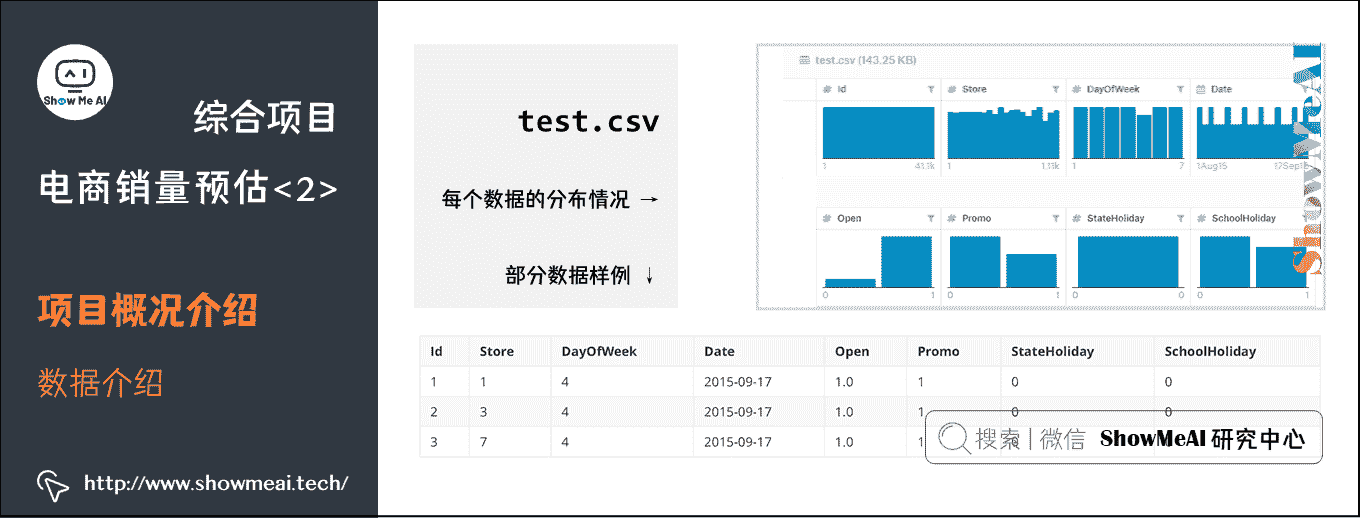 Show Me AI
综合项目
电商销量预估<2>
项目概况介绍
数据介绍
http://www.showmeai.tech/
test.csv
每个数据的分布情况 →
部分数据样例 ↓
test.csv (143.25 KB)
# Id # Store # DayOfWeek Date
1 41.1k 1 1.11k 1 7 1Aug15 17Sep15
# Open # Promo # StateHoliday # SchoolHoliday
0 1 0 1 0 0 0 1
ShowMeAI
Id Store DayOfWeek Date Open Promo StateHoliday SchoolHoliday
1 1 4 2015-09-17 1.0 1 0 0
2 3 4 2015-09-17 1.0 1 0 0
3 7 4 2015-09-17 1.0 1 0
搜索 | 微信 ShowMeAI 研究中心